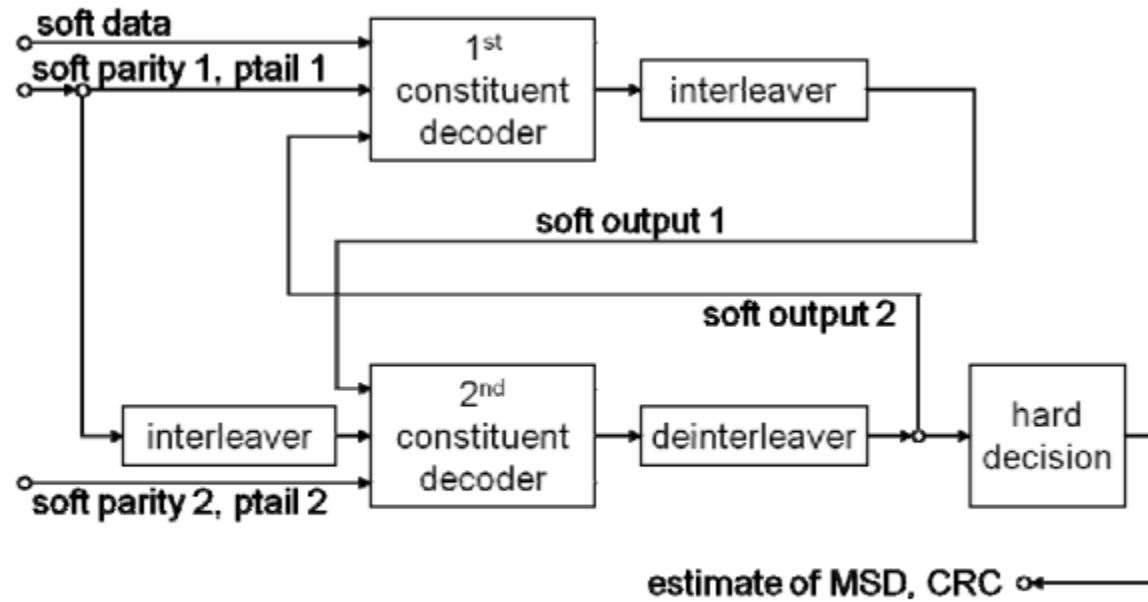 soft data
soft parity 1, ptail 1
1st
constituent
decoder
interleaver
soft output 1
soft output 2
interleaver
2nd
constituent
decoder
deinterleaver
hard
decision
soft parity 2, ptail 2
estimate of MSD, CRC